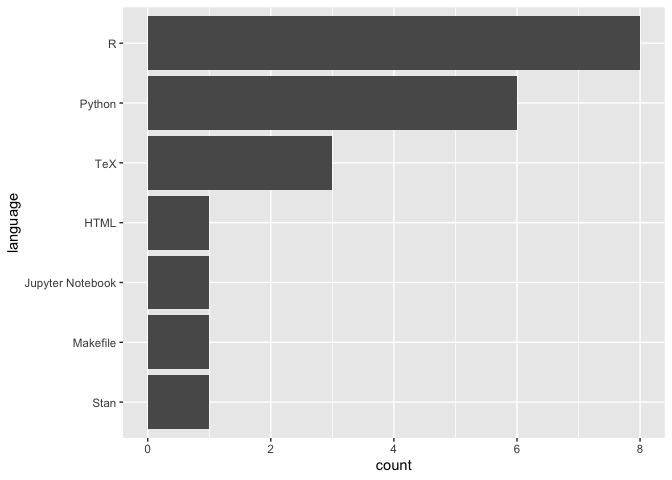 R
Python
TeX
HTML
Jupyter Notebook
Makefile
Stan
language
0 2 4 6 8
count